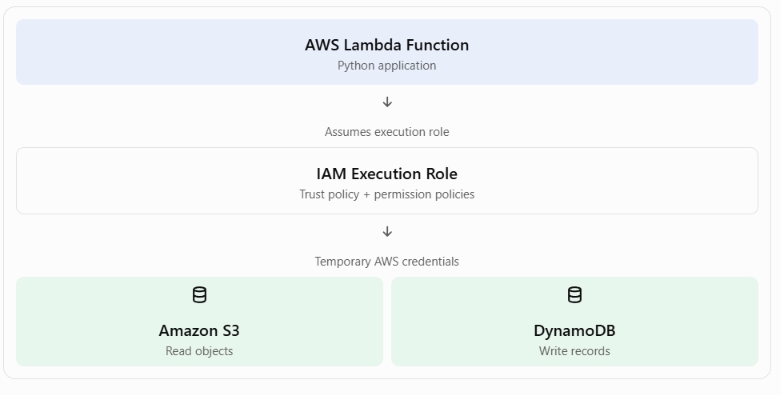 AWS Lambda Function
Python application
Assumes execution role
IAM Execution Role
Trust policy + permission policies
Temporary AWS credentials
Amazon S3
Read objects
DynamoDB
Write records